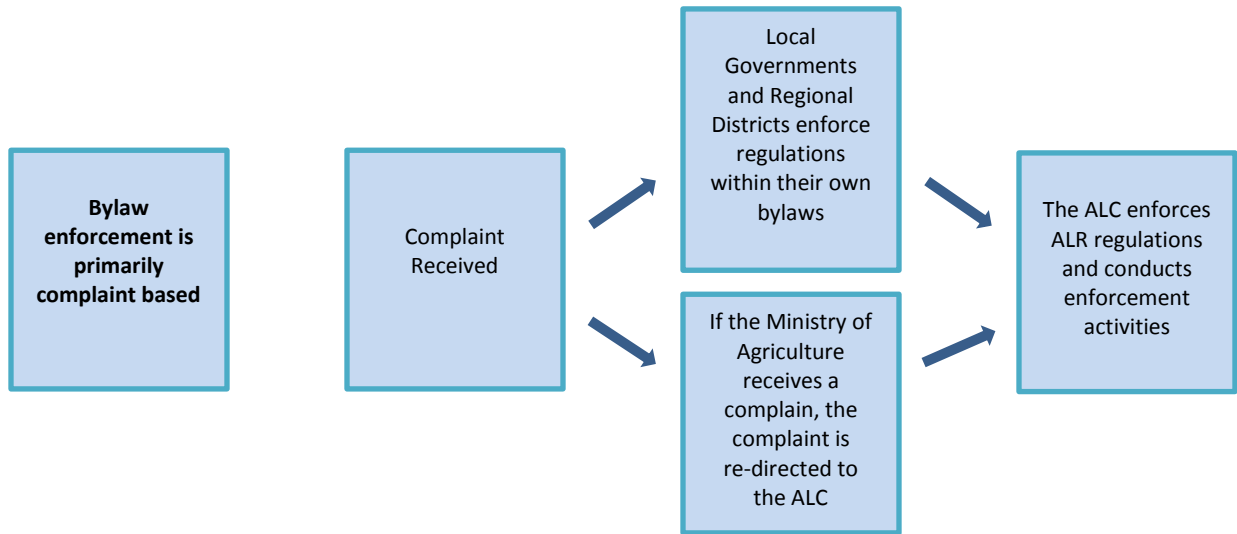 Bylaw
enforcement is
primarily
complaint based
Complaint
Received
Local
Governments
and Regional
Districts enforce
regulations
within their own
bylaws
If the Ministry of
Agriculture
receives a
complain, the
complaint is
re-directed to
the ALC
The ALC enforces
ALR regulations
and conducts
enforcement
activities